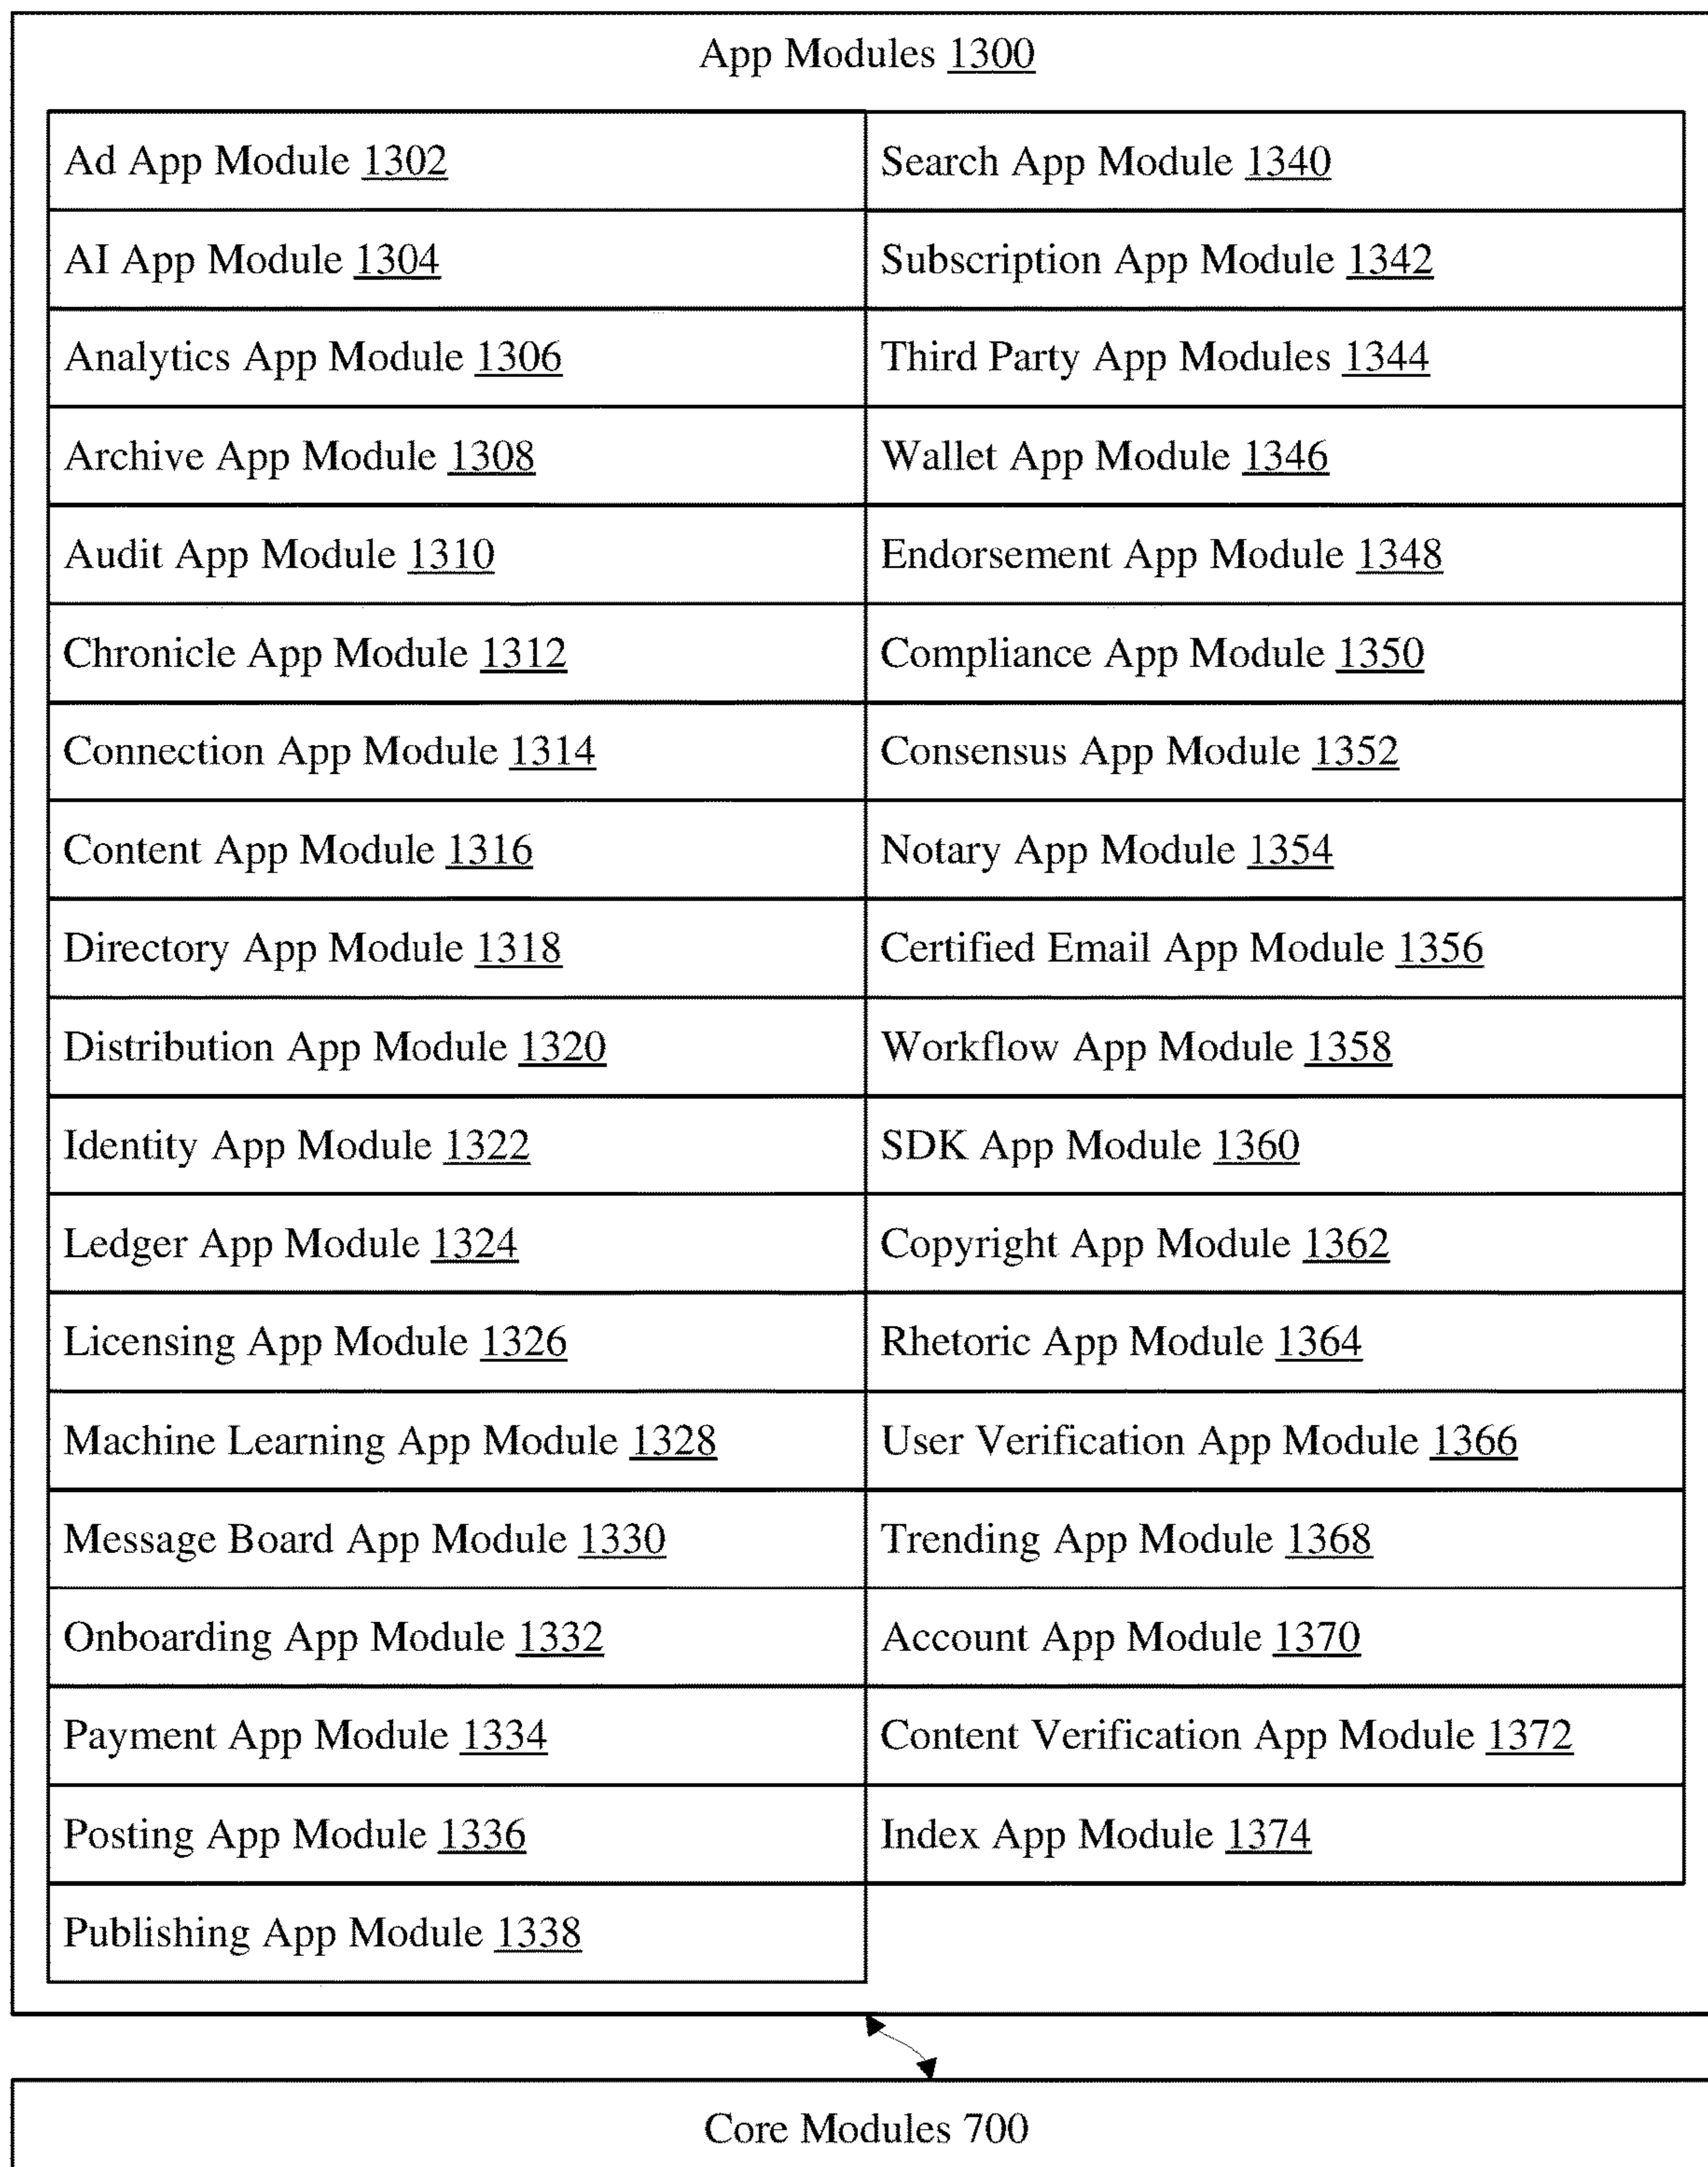 App Modules 1300
Ad App Module 1302
AI App Module 1304
Analytics App Module 1306
Archive App Module 1308
Audit App Module 1310
Chronicle App Module 1312
Connection App Module 1314
Content App Module 1316
Directory App Module 1318
Distribution App Module 1320
Identity App Module 1322
Ledger App Module 1324
Licensing App Module 1326
Machine Learning App Module 1328
Message Board App Module 1330
Onboarding App Module 1332
Payment App Module 1334
Posting App Module 1336
Publishing App Module 1338
Search App Module 1340
Subscription App Module 1342
Third Party App Modules 1344
Wallet App Module 1346
Endorsement App Module 1348
Compliance App Module 1350
Consensus App Module 1352
Notary App Module 1354
Certified Email App Module 1356
Workflow App Module 1358
SDK App Module 1360
Copyright App Module 1362
Rhetoric App Module 1364
User Verification App Module 1366
Trending App Module 1368
Account App Module 1370
Content Verification App Module 1372
Index App Module 1374
Core Modules 700